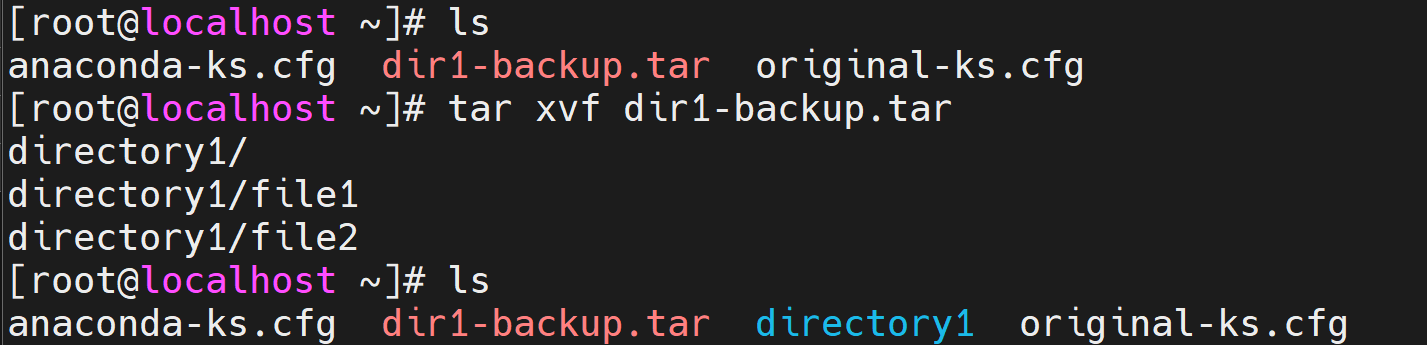 [root@localhost ~]# ls
anaconda-ks.cfg  dir1-backup.tar  original-ks.cfg
[root@localhost ~]# tar xvf dir1-backup.tar
directory1/
directory1/file1
directory1/file2
[root@localhost ~]# ls
anaconda-ks.cfg  dir1-backup.tar  directory1  original-ks.cfg